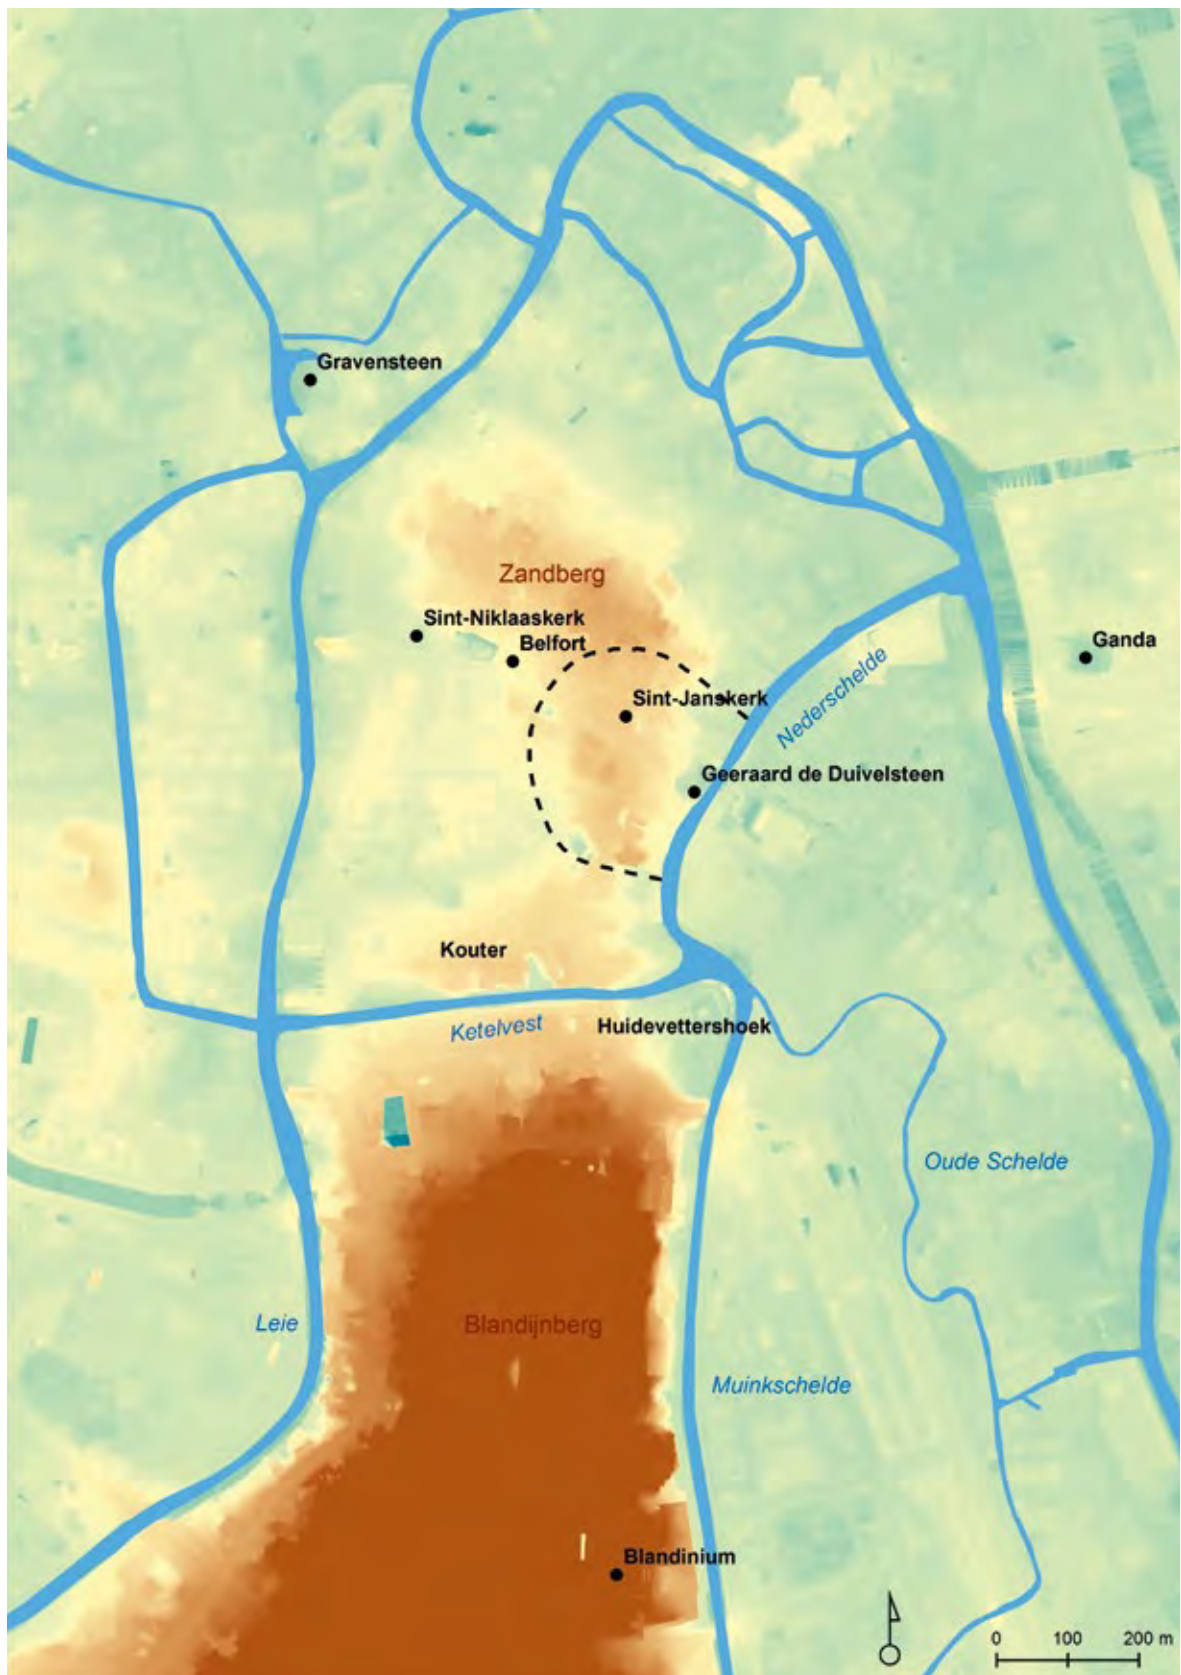 Gravensteen
Zandberg
Sint-Niklaaskerk
Belfort
Ganda
Sint-Janskerk
Nederschelde
Geeraard de Duivelsteen
Kouter
Ketelvest
Huidevettershoek
Oude Schelde
Leie
Blandijnberg
Muinkschelde
Blandinium
0 100 200 m